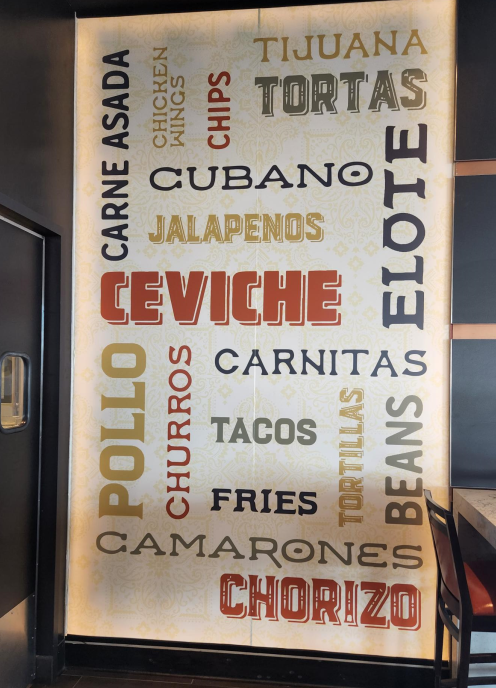 CARNE ASADA
CHICKEN
WINGS
CHIPS
TIJUANA
TORTAS
CUBANO
ELOTE
JALAPENOS
CEVICHE
POLLO
CHURROS
CARNITAS
TACOS
TORTILLAS
BEANS
FRIES
CAMARONES
CHORIZO